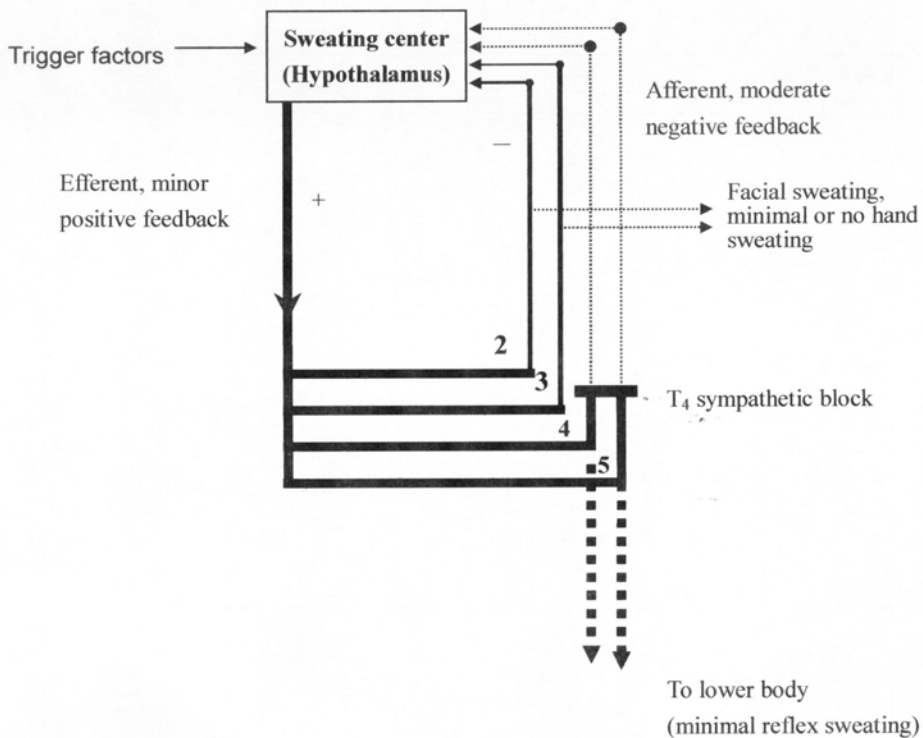 Sweating center
(Hypothalamus)
Trigger factors
Afferent, moderate
negative feedback
—
Efferent, minor
positive feedback
+
Facial sweating,
minimal or no hand
sweating
2
3
T₄ sympathetic block
4
5
To lower body
(minimal reflex sweating)